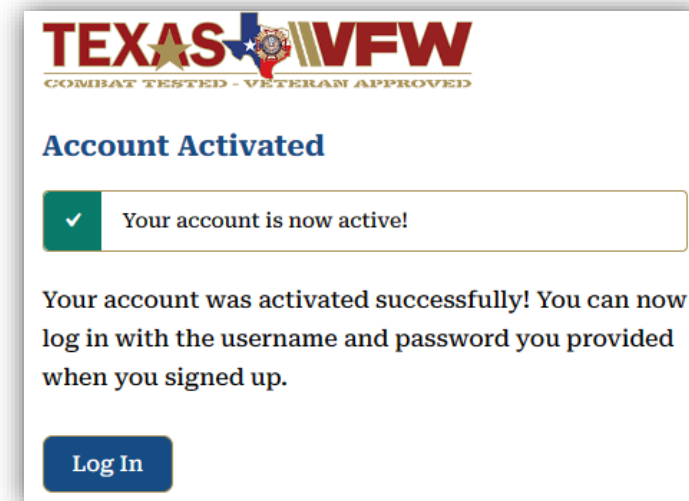 TEXAS VFW
COMBAT TESTED - VETERAN APPROVED
Account Activated
Your account is now active!
Your account was activated successfully! You can now
log in with the username and password you provided
when you signed up.
Log In